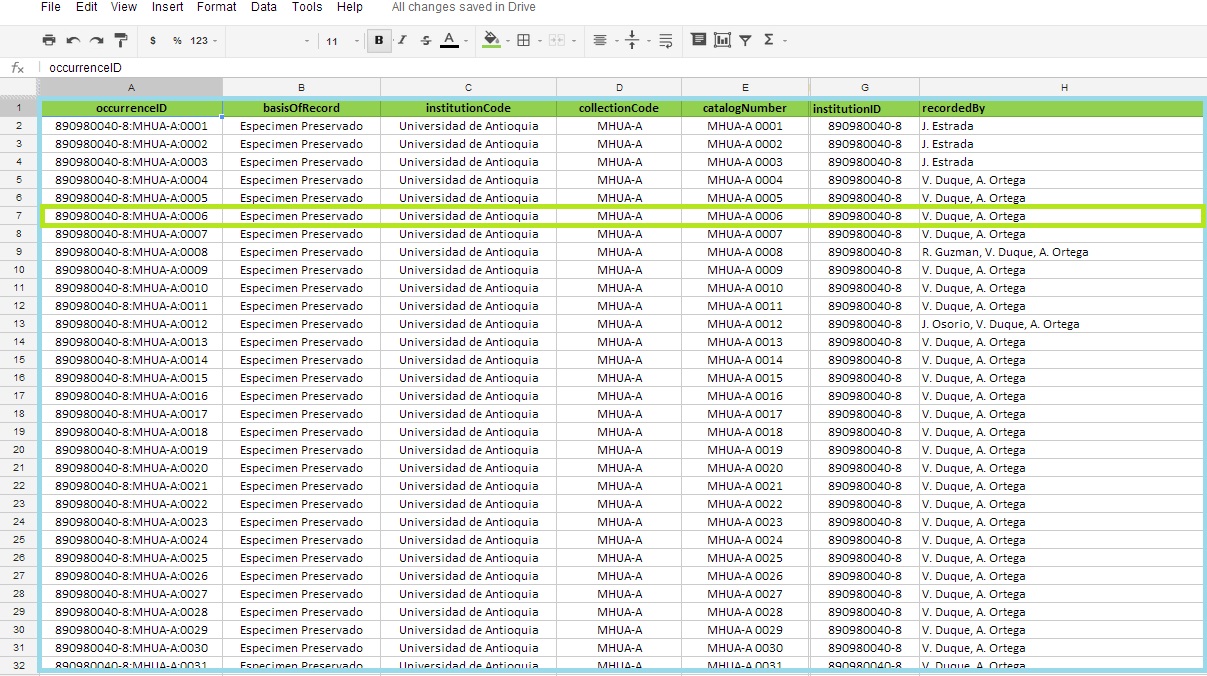 File Edit View Insert Format Data Tools Help All changes saved in Drive
$ % 123 11 B I S A Σ
fx occurrenceID
A B C D E G H
1 occurrenceID basisOfRecord institutionCode collectionCode catalogNumber institutionID recordedBy
2 890980040-8:MHUA-A:0001 Especimen Preservado Universidad de Antioquia MHUA-A MHUA-A 0001 890980040-8 J. Estrada
3 890980040-8:MHUA-A:0002 Especimen Preservado Universidad de Antioquia MHUA-A MHUA-A 0002 890980040-8 J. Estrada
4 890980040-8:MHUA-A:0003 Especimen Preservado Universidad de Antioquia MHUA-A MHUA-A 0003 890980040-8 J. Estrada
5 890980040-8:MHUA-A:0004 Especimen Preservado Universidad de Antioquia MHUA-A MHUA-A 0004 890980040-8 V. Duque, A. Ortega
6 890980040-8:MHUA-A:0005 Especimen Preservado Universidad de Antioquia MHUA-A MHUA-A 0005 890980040-8 V. Duque, A. Ortega
7 890980040-8:MHUA-A:0006 Especimen Preservado Universidad de Antioquia MHUA-A MHUA-A 0006 890980040-8 V. Duque, A. Ortega
8 890980040-8:MHUA-A:0007 Especimen Preservado Universidad de Antioquia MHUA-A MHUA-A 0007 890980040-8 V. Duque, A. Ortega
9 890980040-8:MHUA-A:0008 Especimen Preservado Universidad de Antioquia MHUA-A MHUA-A 0008 890980040-8 R. Guzman, V. Duque, A. Ortega
10 890980040-8:MHUA-A:0009 Especimen Preservado Universidad de Antioquia MHUA-A MHUA-A 0009 890980040-8 V. Duque, A. Ortega
11 890980040-8:MHUA-A:0010 Especimen Preservado Universidad de Antioquia MHUA-A MHUA-A 0010 890980040-8 V. Duque, A. Ortega
12 890980040-8:MHUA-A:0011 Especimen Preservado Universidad de Antioquia MHUA-A MHUA-A 0011 890980040-8 V. Duque, A. Ortega
13 890980040-8:MHUA-A:0012 Especimen Preservado Universidad de Antioquia MHUA-A MHUA-A 0012 890980040-8 J. Osorio, V. Duque, A. Ortega
14 890980040-8:MHUA-A:0013 Especimen Preservado Universidad de Antioquia MHUA-A MHUA-A 0013 890980040-8 V. Duque, A. Ortega
15 890980040-8:MHUA-A:0014 Especimen Preservado Universidad de Antioquia MHUA-A MHUA-A 0014 890980040-8 V. Duque, A. Ortega
16 890980040-8:MHUA-A:0015 Especimen Preservado Universidad de Antioquia MHUA-A MHUA-A 0015 890980040-8 V. Duque, A. Ortega
17 890980040-8:MHUA-A:0016 Especimen Preservado Universidad de Antioquia MHUA-A MHUA-A 0016 890980040-8 V. Duque, A. Ortega
18 890980040-8:MHUA-A:0017 Especimen Preservado Universidad de Antioquia MHUA-A MHUA-A 0017 890980040-8 V. Duque, A. Ortega
19 890980040-8:MHUA-A:0018 Especimen Preservado Universidad de Antioquia MHUA-A MHUA-A 0018 890980040-8 V. Duque, A. Ortega
20 890980040-8:MHUA-A:0019 Especimen Preservado Universidad de Antioquia MHUA-A MHUA-A 0019 890980040-8 V. Duque, A. Ortega
21 890980040-8:MHUA-A:0020 Especimen Preservado Universidad de Antioquia MHUA-A MHUA-A 0020 890980040-8 V. Duque, A. Ortega
22 890980040-8:MHUA-A:0021 Especimen Preservado Universidad de Antioquia MHUA-A MHUA-A 0021 890980040-8 V. Duque, A. Ortega
23 890980040-8:MHUA-A:0022 Especimen Preservado Universidad de Antioquia MHUA-A MHUA-A 0022 890980040-8 V. Duque, A. Ortega
24 890980040-8:MHUA-A:0023 Especimen Preservado Universidad de Antioquia MHUA-A MHUA-A 0023 890980040-8 V. Duque, A. Ortega
25 890980040-8:MHUA-A:0024 Especimen Preservado Universidad de Antioquia MHUA-A MHUA-A 0024 890980040-8 V. Duque, A. Ortega
26 890980040-8:MHUA-A:0025 Especimen Preservado Universidad de Antioquia MHUA-A MHUA-A 0025 890980040-8 V. Duque, A. Ortega
27 890980040-8:MHUA-A:0026 Especimen Preservado Universidad de Antioquia MHUA-A MHUA-A 0026 890980040-8 V. Duque, A. Ortega
28 890980040-8:MHUA-A:0027 Especimen Preservado Universidad de Antioquia MHUA-A MHUA-A 0027 890980040-8 V. Duque, A. Ortega
29 890980040-8:MHUA-A:0028 Especimen Preservado Universidad de Antioquia MHUA-A MHUA-A 0028 890980040-8 V. Duque, A. Ortega
30 890980040-8:MHUA-A:0029 Especimen Preservado Universidad de Antioquia MHUA-A MHUA-A 0029 890980040-8 V. Duque, A. Ortega
31 890980040-8:MHUA-A:0030 Especimen Preservado Universidad de Antioquia MHUA-A MHUA-A 0030 890980040-8 V. Duque, A. Ortega
32 890980040-8:MHUA-A:0031 Especimen Preservado Universidad de Antioquia MHUA-A MHUA-A 0031 890980040-8 V. Duque, A. Ortega